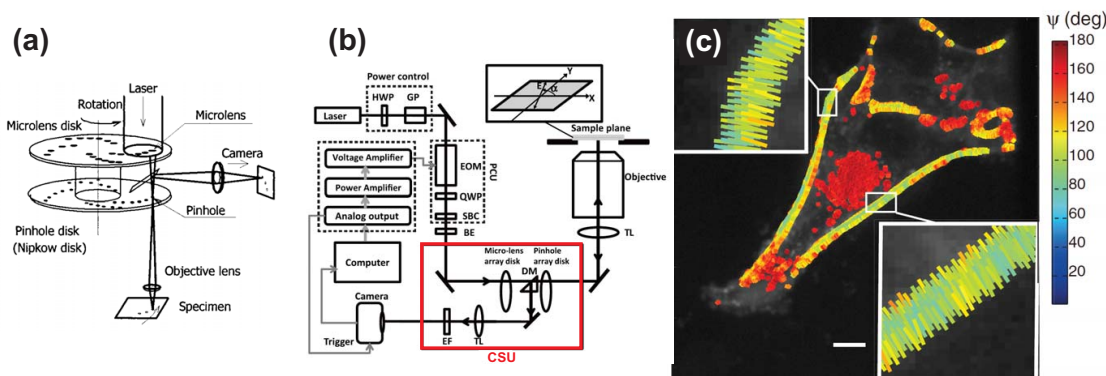 (a)
Rotation
Laser
Microlens disk
Microlens
Camera
Pinhole
Pinhole disk
(Nipkow disk)
Objective lens
Specimen
(b)
Power control
HWP GP
Laser
Voltage Amplifier
Power Amplifier
Analog output
Computer
EOM
PCU
QWP
SBC
BE
Y
E
α
X
Sample plane
Objective
TL
Micro-lens
array disk
Pinhole
array disk
DM
Camera
Trigger
EF
TL
CSU
(c)
ψ (deg)
180
160
140
120
100
80
60
40
20